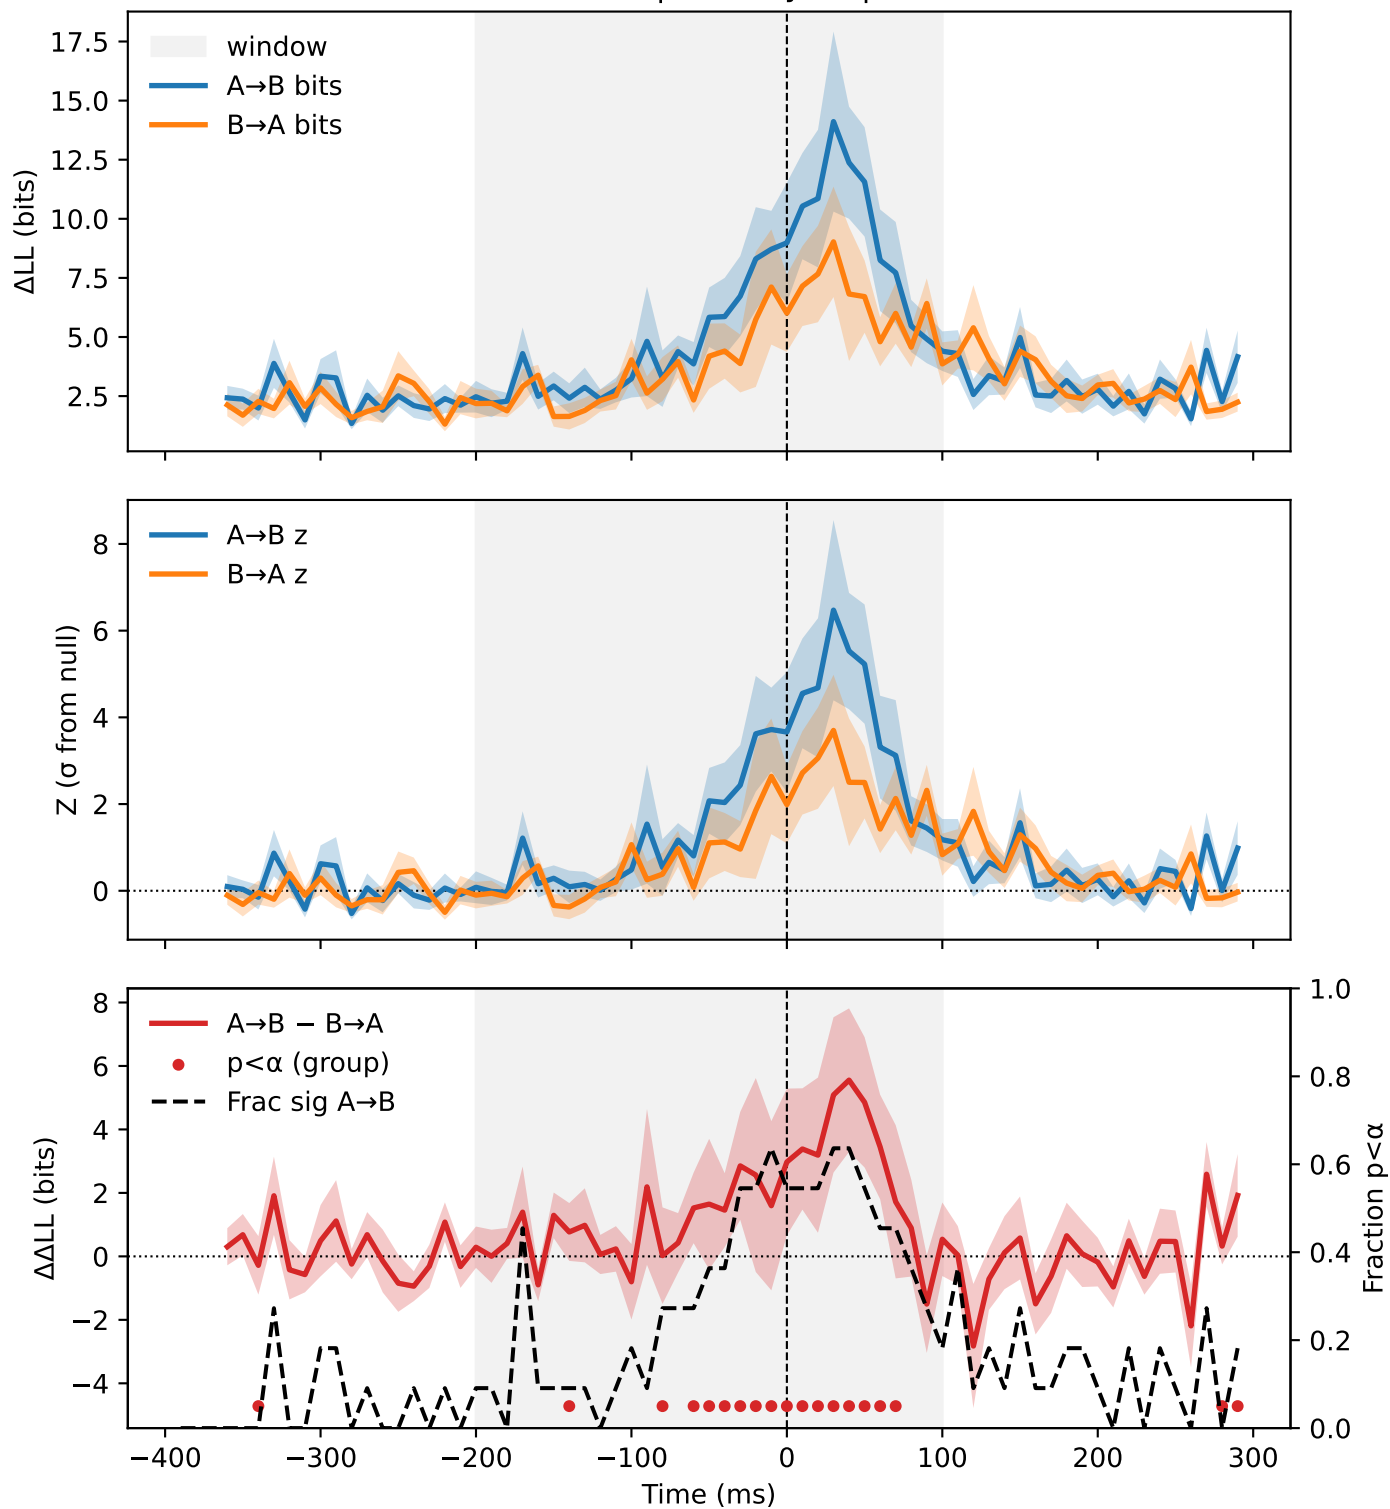 17.5
15.0
12.5
10.0
7.5
5.0
2.5
ΔLL (bits)
window
A→B bits
B→A bits
8
6
4
2
0
Z (σ from null)
A→B z
B→A z
8
6
4
2
0
−2
−4
ΔΔLL (bits)
A→B − B→A
p<α (group)
Frac sig A→B
1.0
0.8
0.6
0.4
0.2
0.0
Fraction p<α
−400
−300
−200
−100
0
100
200
300
Time (ms)